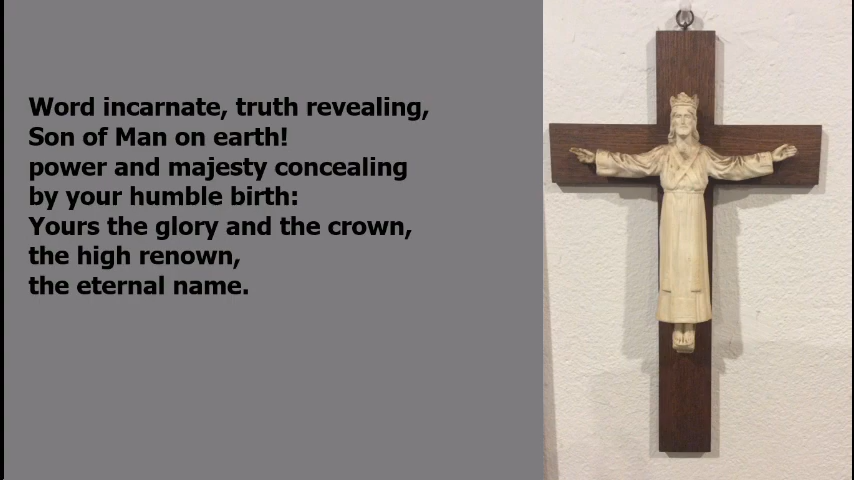 Word incarnate, truth revealing,
Son of Man on earth!
power and majesty concealing
by your humble birth:
Yours the glory and the crown,
the high renown,
the eternal name.